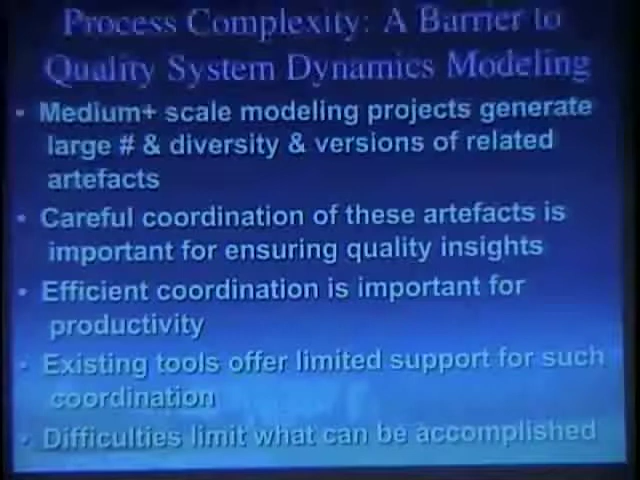 Process Complexity: A Barrier to
Quality System Dynamics Modeling
• Medium+ scale modeling projects generate
large # & diversity & versions of related
artefacts
• Careful coordination of these artefacts is
important for ensuring quality insights
• Efficient coordination is important for
productivity
• Existing tools offer limited support for such
coordination
• Difficulties limit what can be accomplished